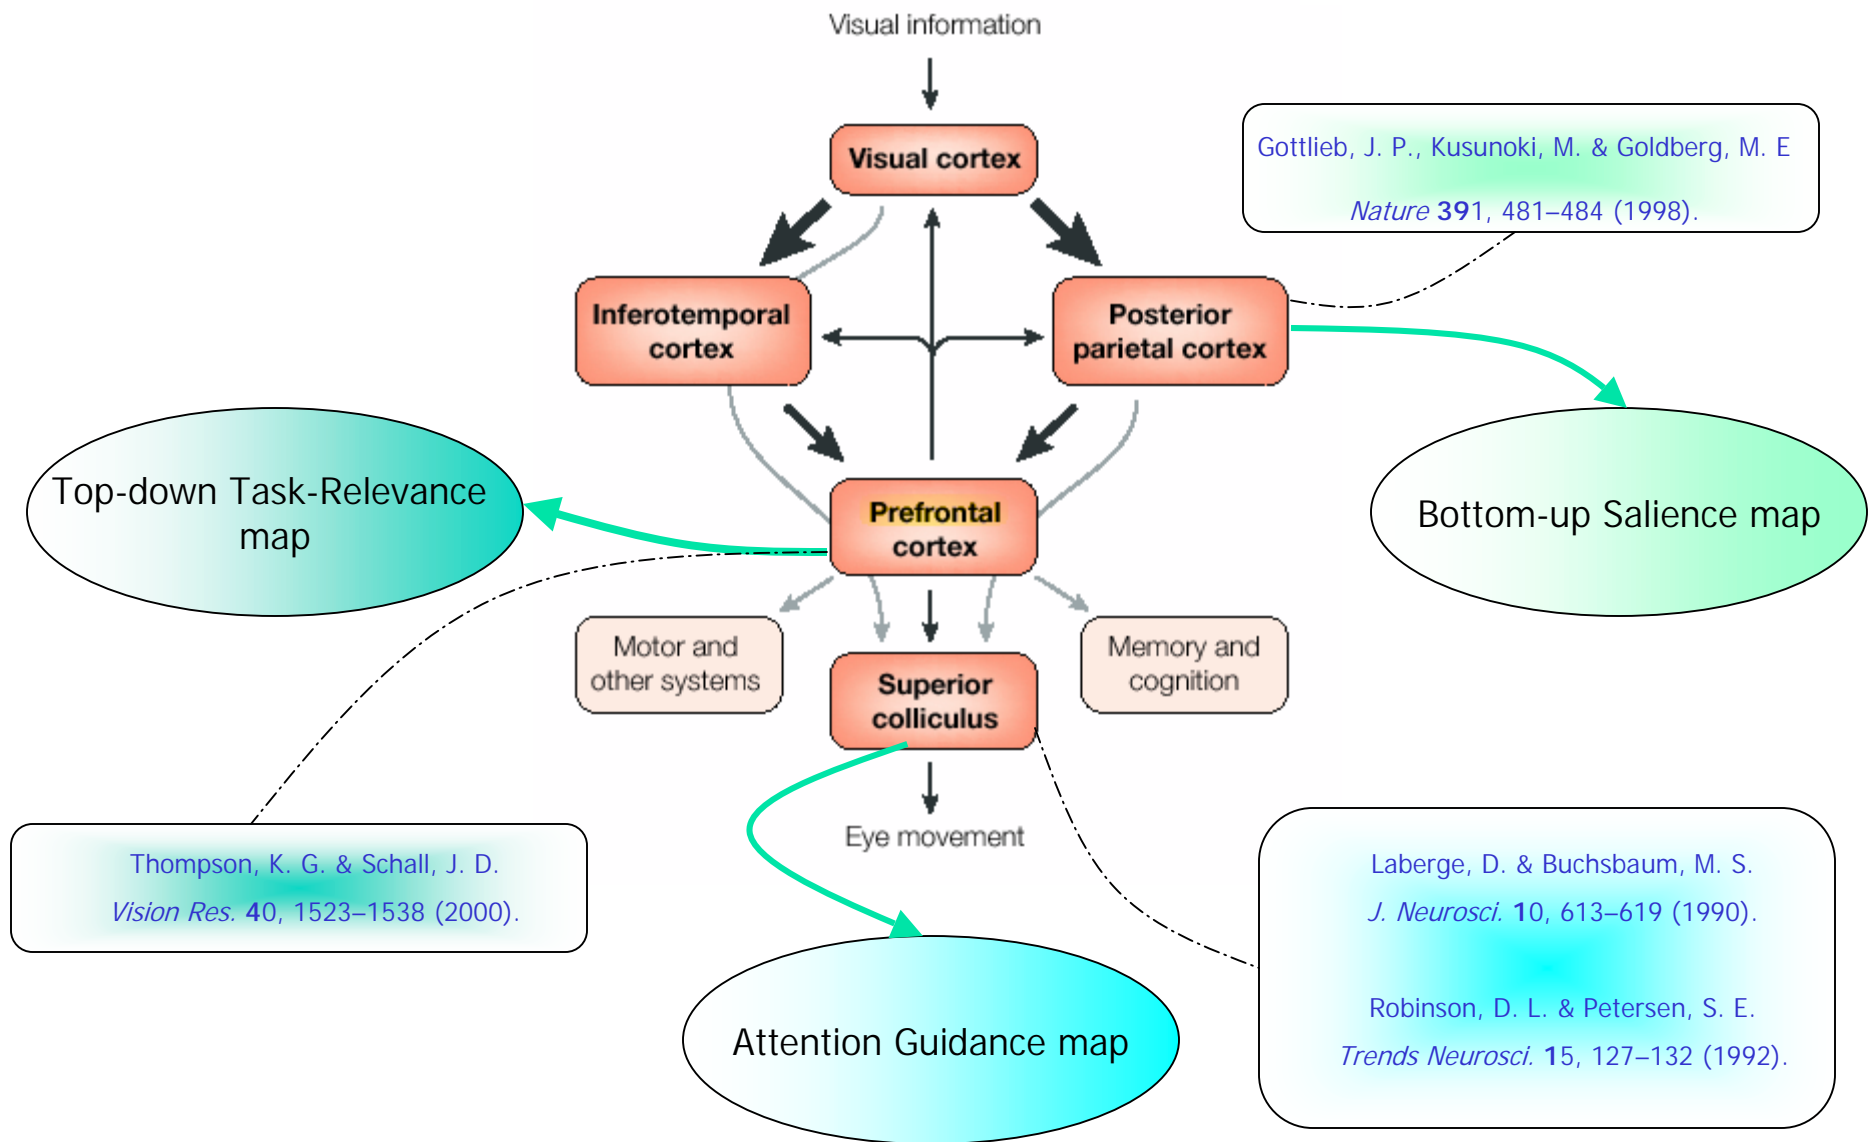 Visual information
Visual cortex
Gottlieb, J. P., Kusunoki, M. & Goldberg, M. E
Nature 391, 481–484 (1998).
Inferotemporal
cortex
Posterior
parietal cortex
Top-down Task-Relevance
map
Prefrontal
cortex
Bottom-up Salience map
Motor and
other systems
Superior
colliculus
Memory and
cognition
Eye movement
Thompson, K. G. & Schall, J. D.
Vision Res. 40, 1523–1538 (2000).
Laberge, D. & Buchsbaum, M. S.
J. Neurosci. 10, 613–619 (1990).
Robinson, D. L. & Petersen, S. E.
Trends Neurosci. 15, 127–132 (1992).
Attention Guidance map